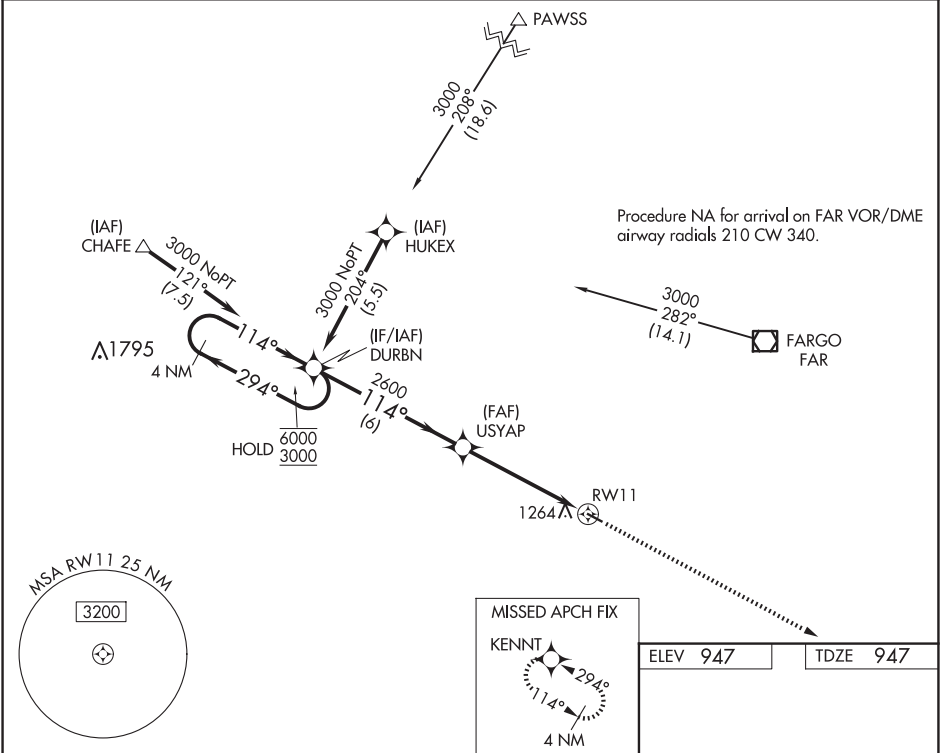 PAWSS
3000
208°
(18.6)
(IAF)
CHAFE
3000 NoPT
121°
(7.5)
(IAF)
HUKEX
3000 NoPT
204°
(5.5)
Procedure NA for arrival on FAR VOR/DME
airway radials 210 CW 340.
3000
282°
(14.1)
FARGO
FAR
(IF/IAF)
DURBN
1795
4 NM
114°
294°
HOLD
6000
3000
2600
114°
(6)
(FAF)
USYAP
RW11
1264
MSA RW11 25 NM
3200
MISSED APCH FIX
KENNT
294°
114°
4 NM
ELEV 947
TDZE 947